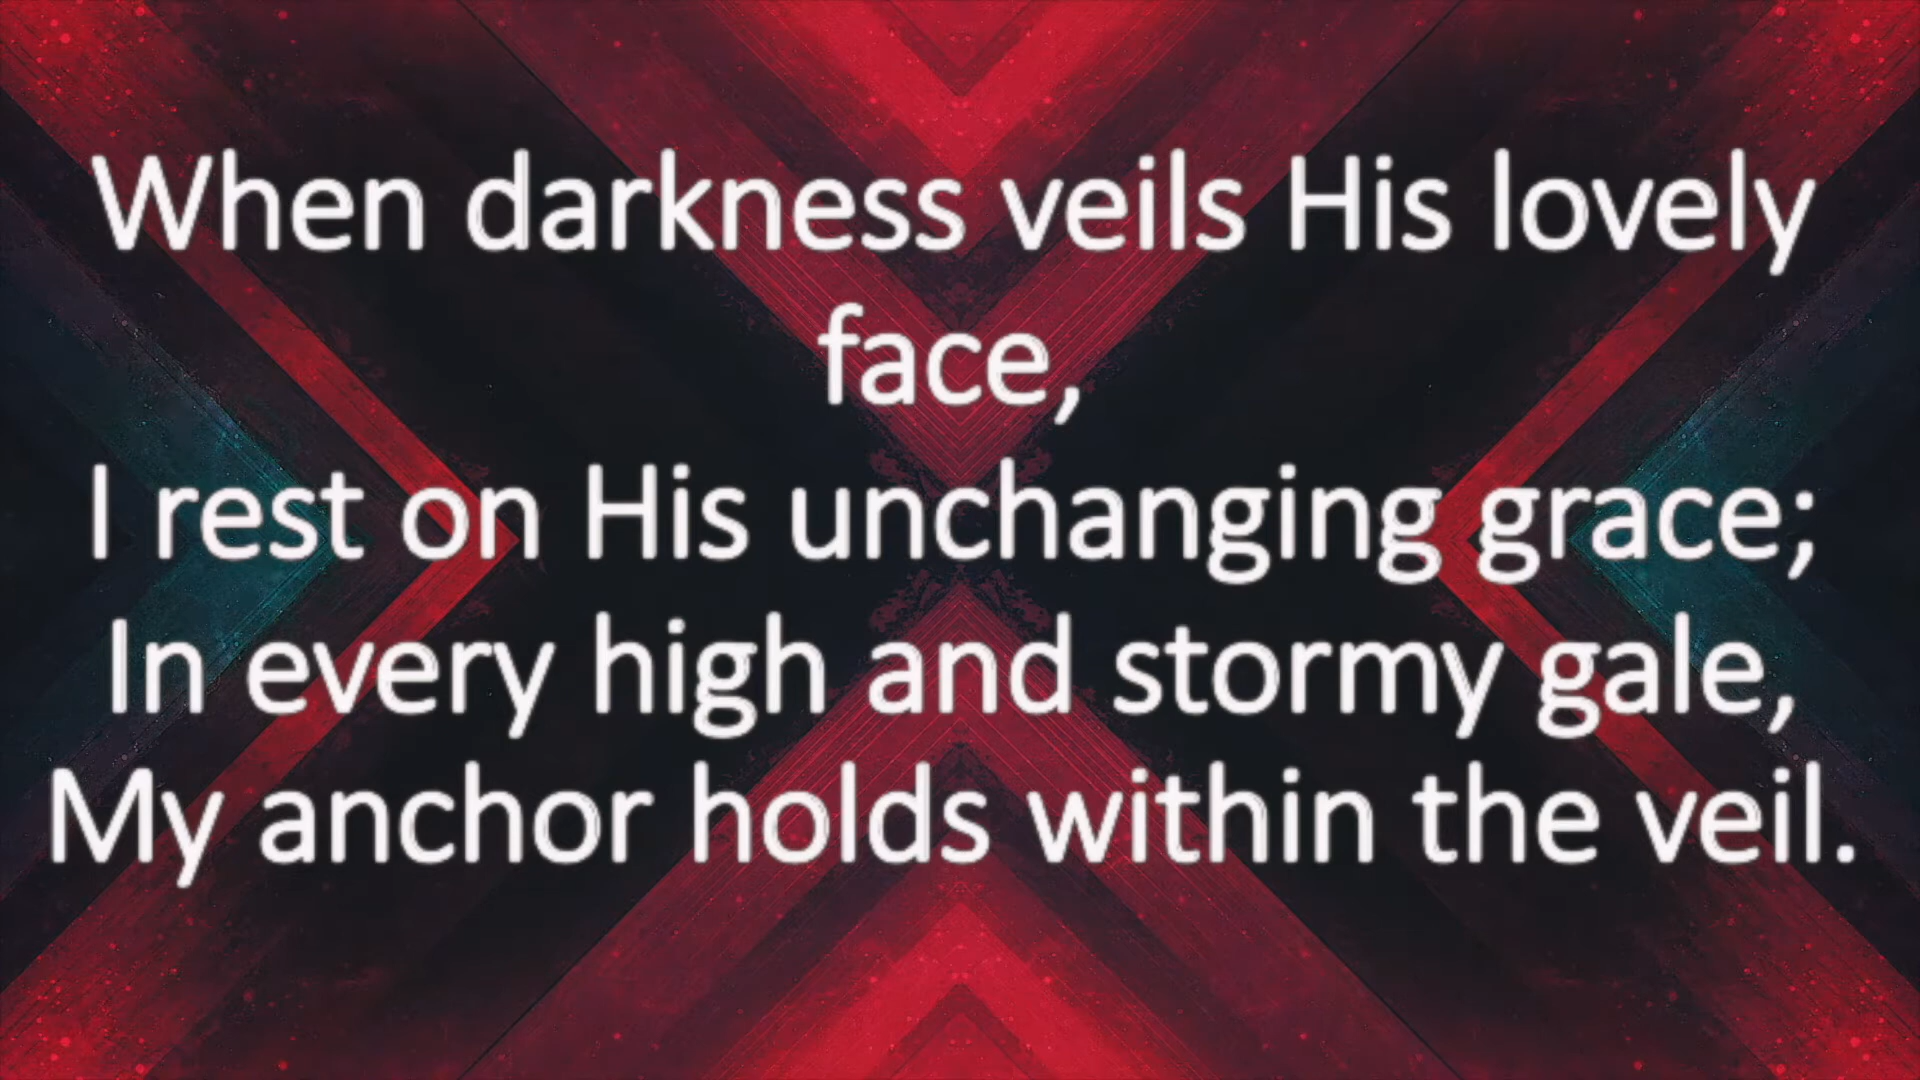 When darkness veils His lovely
face,
I rest on His unchanging grace;
In every high and stormy gale,
My anchor holds within the veil.